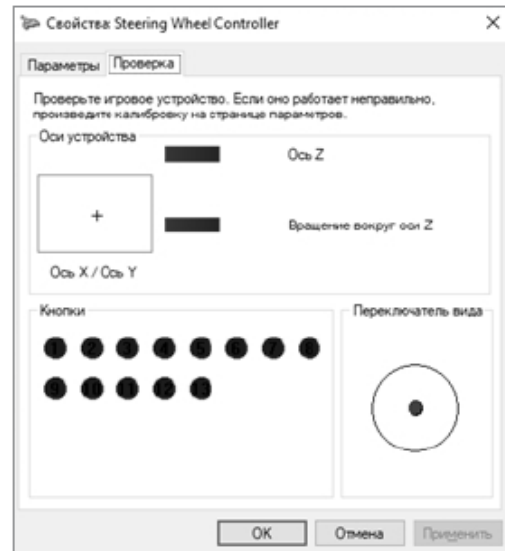 Свойства: Steering Wheel Controller
Параметры Проверка
Проверьте игровое устройство. Если оно работает неправильно,
произведите калибровку на странице параметров.
Оси устройства
Ось Z
Вращение вокруг оси Z
Ось X / Ось Y
Кнопки
Переключатель вида
1 2 3 4 5 6 7 8
9 10 11 12 13
OK Отмена Применить